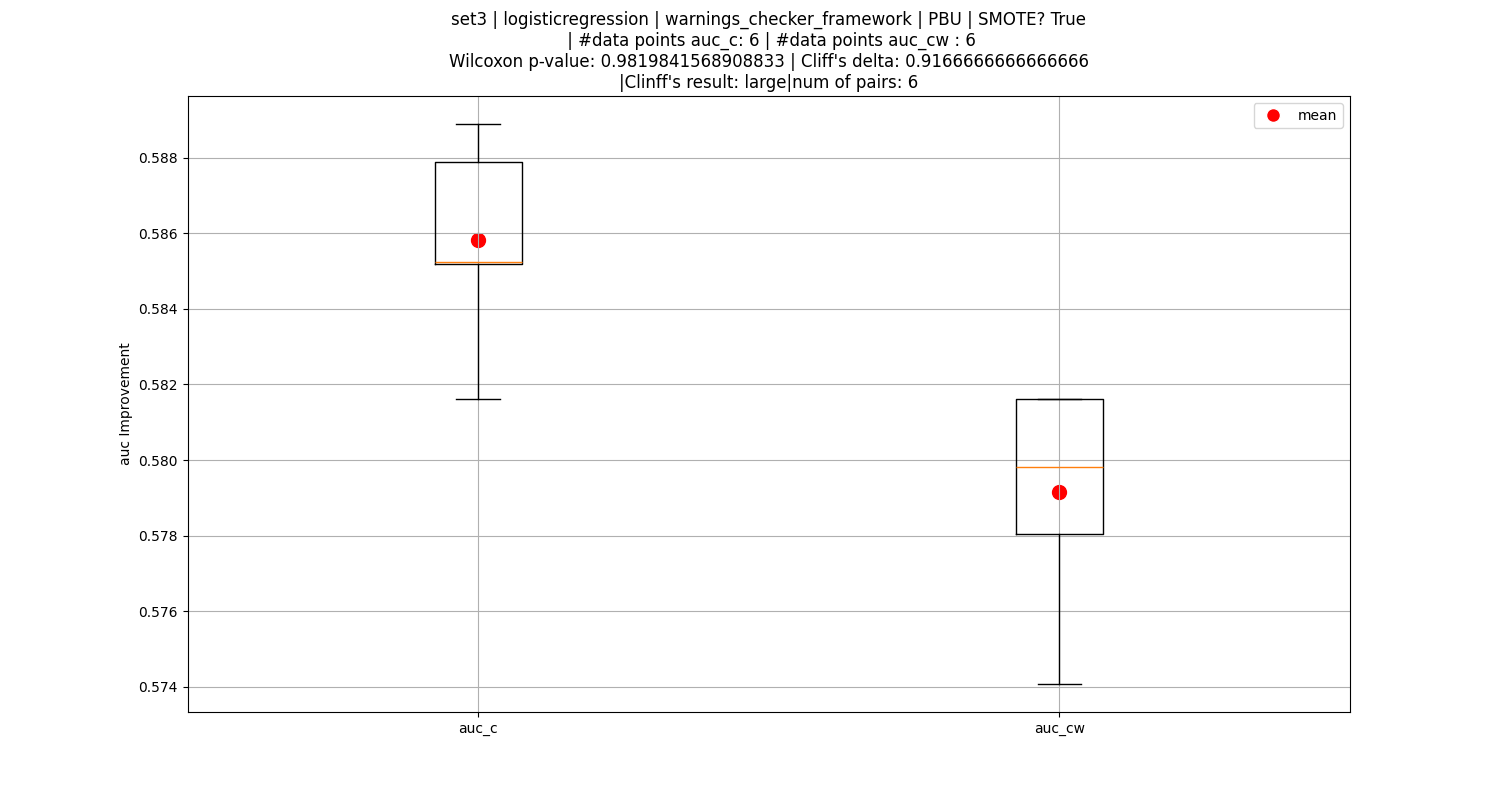 set3 | logisticregression | warnings_checker_framework | PBU | SMOTE? True
| #data points auc_c: 6 | #data points auc_cw : 6
Wilcoxon p-value: 0.9819841568908833 | Cliff's delta: 0.9166666666666666
|Clinff's result: large|num of pairs: 6
mean
0.588
0.586
0.584
0.582
0.580
0.578
0.576
0.574
auc Improvement
auc_c
auc_cw